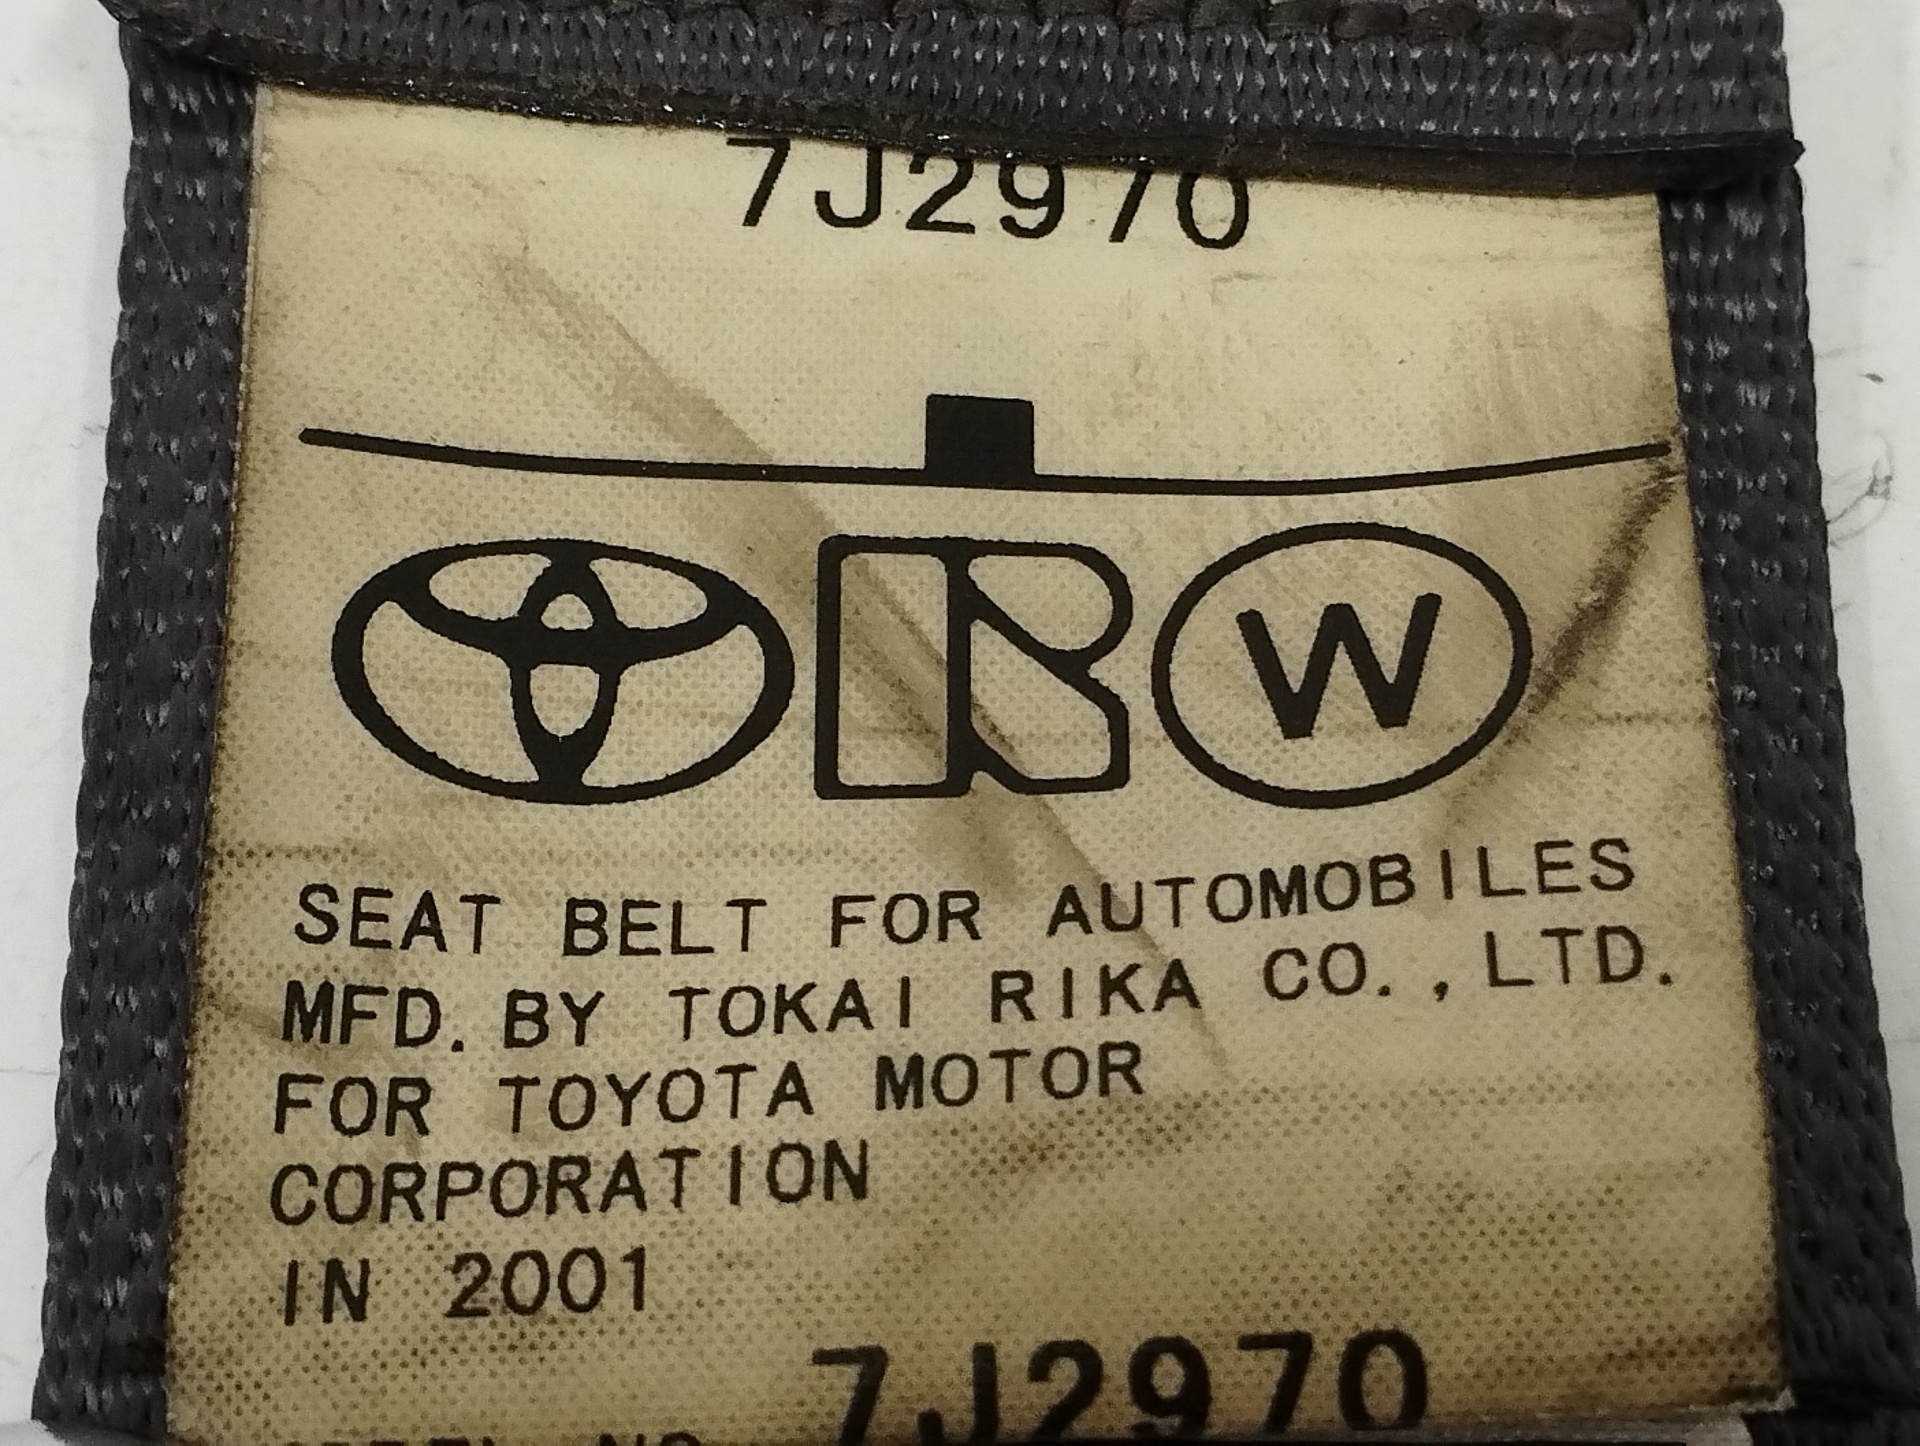 7J2970
W
SEAT BELT FOR AUTOMOBILES
MFD. BY TOKAI RIKA CO., LTD.
FOR TOYOTA MOTOR
CORPORATION
IN 2001
7J2970